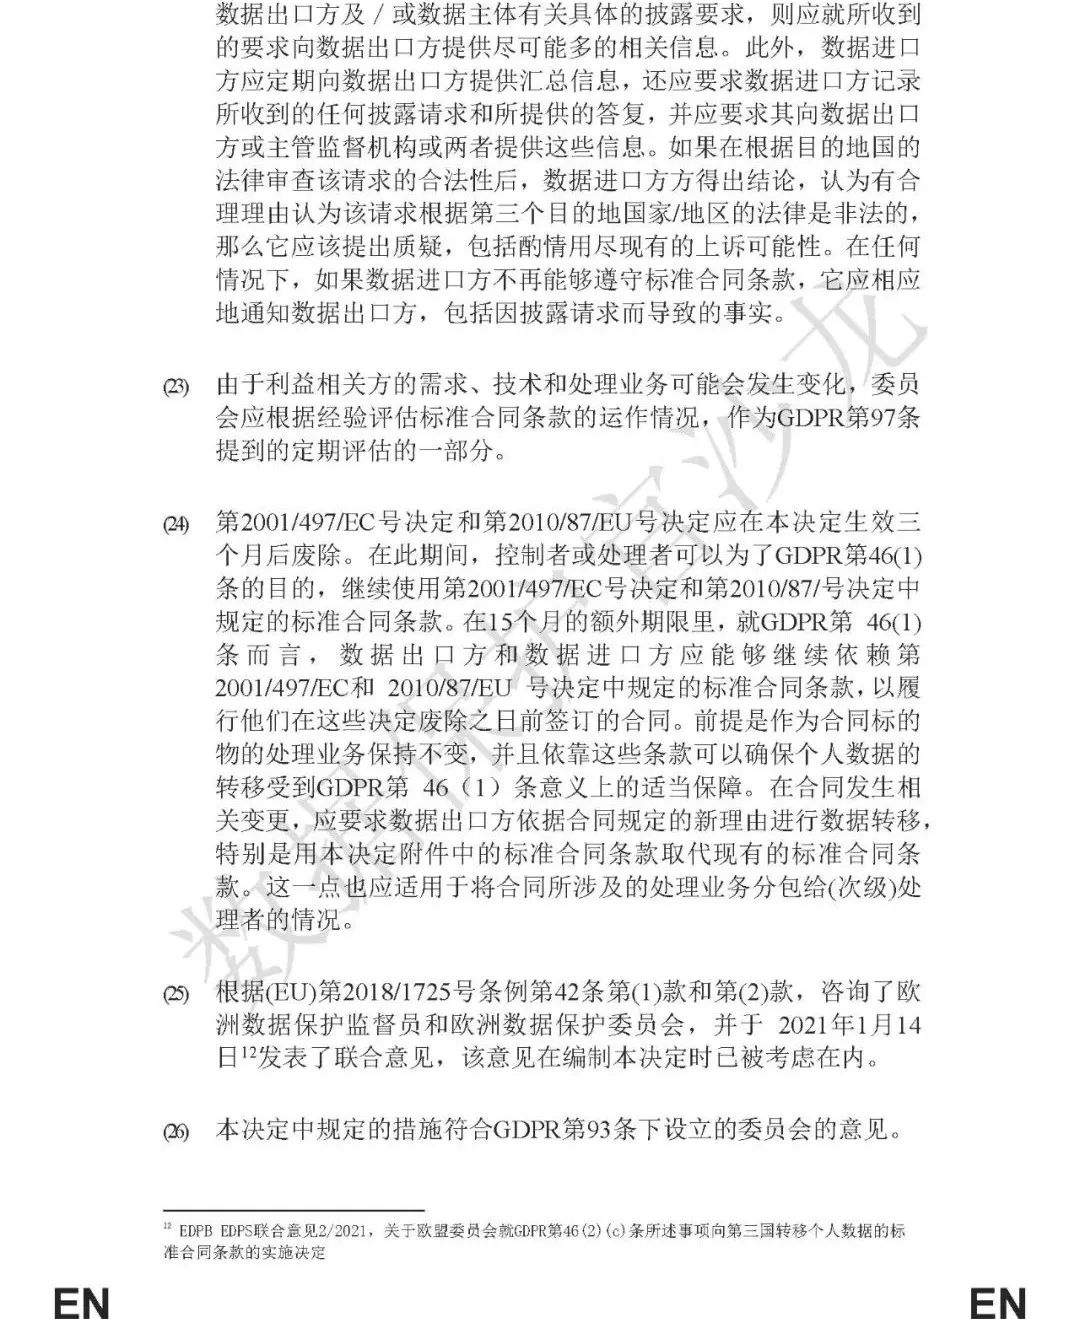 数据出口方及／或数据主体有关具体的披露要求，则应就所收到
的要求向数据出口方提供尽可能多的相关信息。此外，数据进口
方应定期向数据出口方提供汇总信息，还应要求数据进口方记录
所收到的任何披露请求和所提供的答复，并应要求其向数据出口
方或主管监督机构或两者提供这些信息。如果在根据目的地国的
法律审查该请求的合法性后，数据进口方方得出结论，认为有合
理理由认为该请求根据第三个目的地国家/地区的法律是非法的，
那么它应该提出质疑，包括酌情用尽现有的上诉可能性。在任何
情况下，如果数据进口方不再能够遵守标准合同条款，它应相应
地通知数据出口方，包括因披露请求而导致的事实。
(23) 由于利益相关方的需求、技术和处理业务可能会发生变化，委员
会应根据经验评估标准合同条款的运作情况，作为GDPR第97条
提到的定期评估的一部分。
(24) 第2001/497/EC号决定和第2010/87/EU号决定应在本决定生效三
个月后废除。在此期间，控制者或处理者可以为了GDPR第46(1)
条的目的，继续使用第2001/497/EC号决定和第2010/87/号决定中
规定的标准合同条款。在15个月的额外期限里，就GDPR第 46(1)
条而言，数据出口方和数据进口方应能够继续依赖第
2001/497/EC和 2010/87/EU 号决定中规定的标准合同条款，以履
行他们在这些决定废除之日前签订的合同。前提是作为合同标的
物的处理业务保持不变，并且依靠这些条款可以确保个人数据的
转移受到GDPR第 46（1）条意义上的适当保障。在合同发生相
关变更，应要求数据出口方依据合同规定的新理由进行数据转移，
特别是用本决定附件中的标准合同条款取代现有的标准合同条
款。这一点也应适用于将合同所涉及的处理业务分包给(次级)处
理者的情况。
(25) 根据(EU)第2018/1725号条例第42条第(1)款和第(2)款，咨询了欧
洲数据保护监督员和欧洲数据保护委员会，并于 2021年1月14
日12发表了联合意见，该意见在编制本决定时已被考虑在内。
(26) 本决定中规定的措施符合GDPR第93条下设立的委员会的意见。
12 EDPB EDPS联合意见2/2021，关于欧盟委员会就GDPR第46(2)(c)条所述事项向第三国转移个人数据的标
准合同条款的实施决定
EN EN
数据保护官沙龙